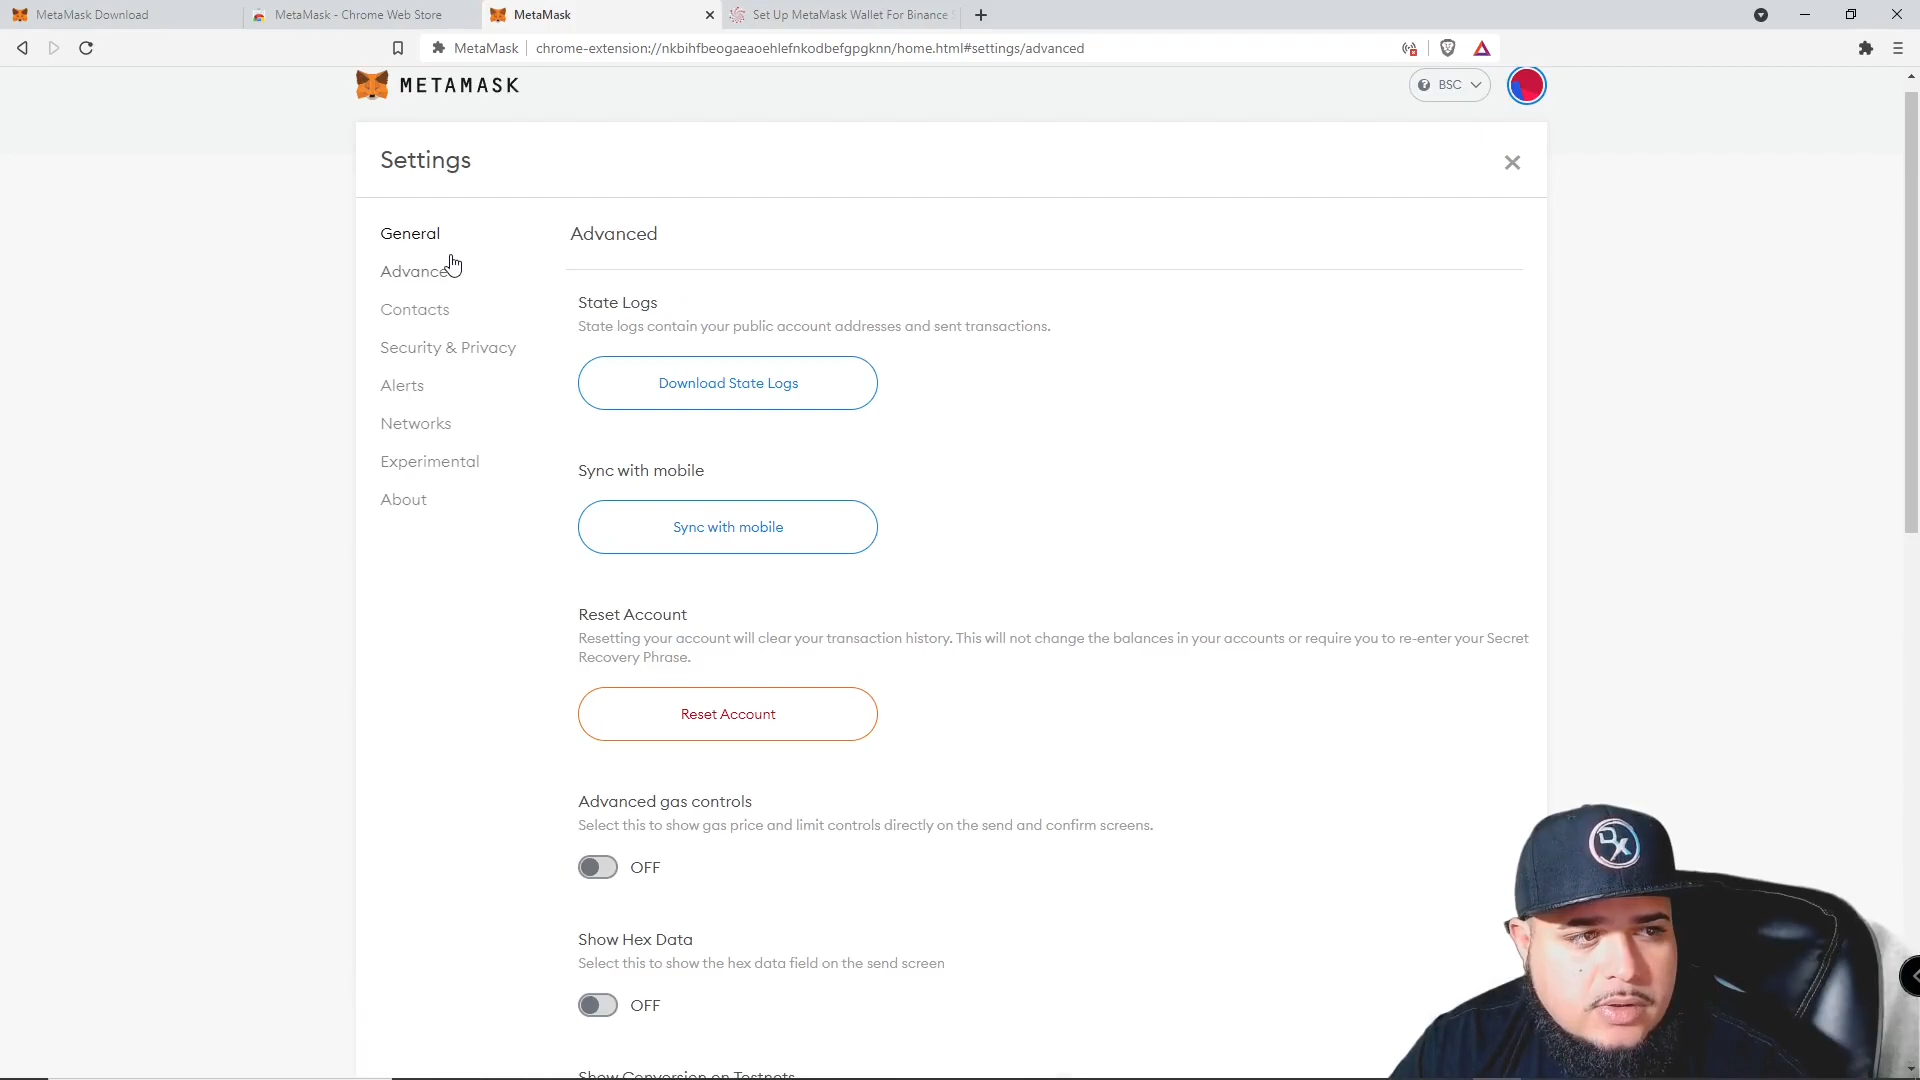 MetaMask Download
MetaMask - Chrome Web Store
MetaMask
Set Up MetaMask Wallet For Binance S
MetaMask
chrome-extension://nkbihfbeogaeaoehlefnkodbefgpgknn/home.html#settings/advanced
METAMASK
BSC
Settings
General
Advance
Contacts
Security & Privacy
Alerts
Networks
Experimental
About
Advanced
State Logs
State logs contain your public account addresses and sent transactions.
Download State Logs
Sync with mobile
Sync with mobile
Reset Account
Resetting your account will clear your transaction history. This will not change the balances in your accounts or require you to re-enter your Secret
Recovery Phrase.
Reset Account
Advanced gas controls
Select this to show gas price and limit controls directly on the send and confirm screens.
OFF
Show Hex Data
Select this to show the hex data field on the send screen
OFF
Show Conversion on Testnets
DX